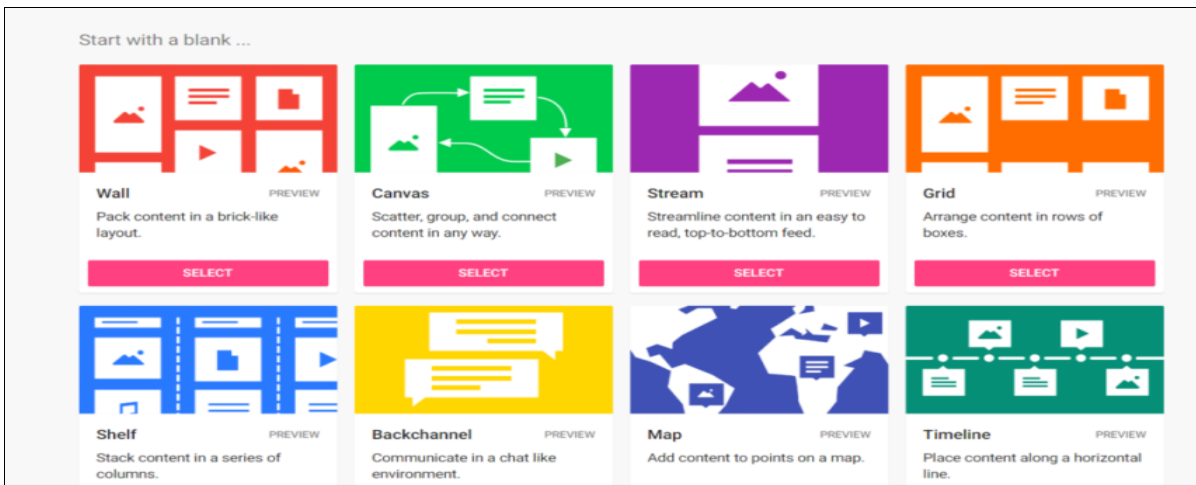 Start with a blank ...
Wall PREVIEW
Pack content in a brick-like
layout.
SELECT
Canvas PREVIEW
Scatter, group, and connect
content in any way.
SELECT
Stream PREVIEW
Streamline content in an easy to
read, top-to-bottom feed.
SELECT
Grid PREVIEW
Arrange content in rows of
boxes.
SELECT
Shelf PREVIEW
Stack content in a series of
columns.
Backchannel PREVIEW
Communicate in a chat like
environment.
Map PREVIEW
Add content to points on a map.
Timeline PREVIEW
Place content along a horizontal
line.